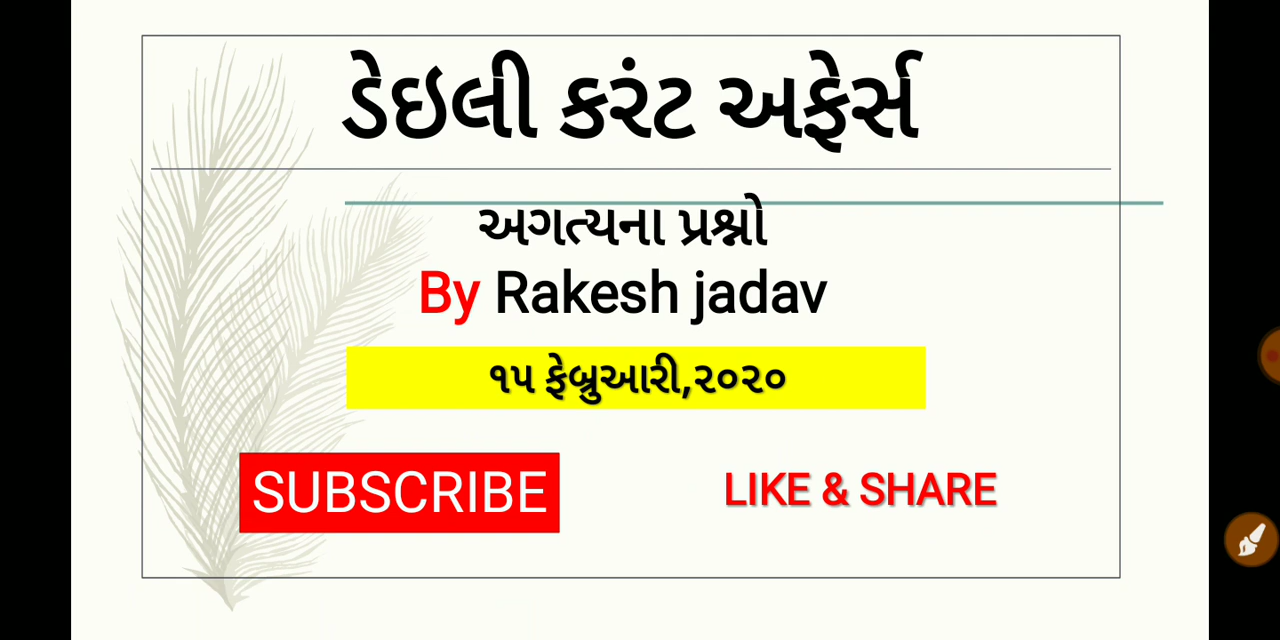 ડેઇલી કરંટ અફેર્સ
અગત્યના પ્રશ્નો
By Rakesh jadav
૧૫ ફેબ્રુઆરી,૨૦૨૦
SUBSCRIBE
LIKE & SHARE